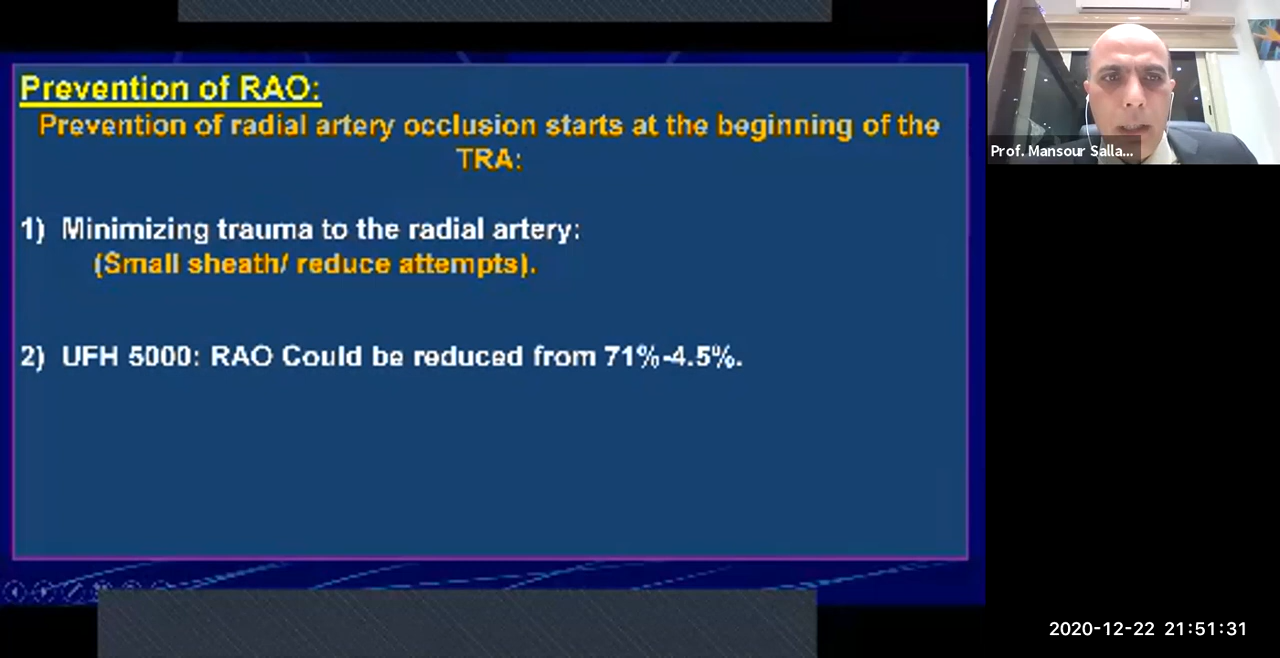 Prevention of RAO:
Prevention of radial artery occlusion starts at the beginning of the
TRA:
1) Minimizing trauma to the radial artery:
(Small sheath/ reduce attempts).
2) UFH 5000: RAO Could be reduced from 71%-4.5%.
Prof. Mansour Salla...
2020-12-22 21:51:31